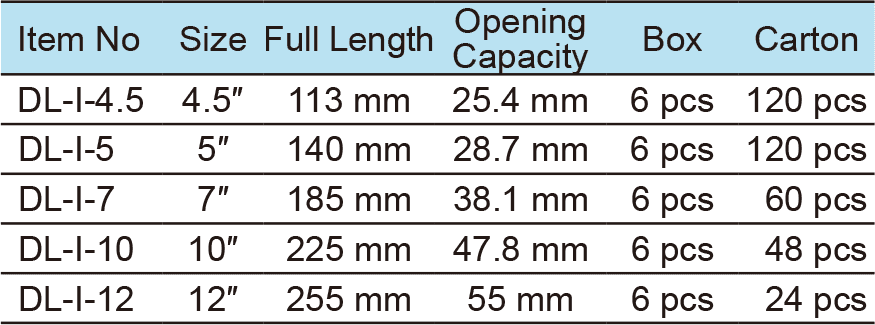 Item No Size Full Length Opening Capacity Box Carton
DL-I-4.5 4.5″ 113 mm 25.4 mm 6 pcs 120 pcs
DL-I-5 5″ 140 mm 28.7 mm 6 pcs 120 pcs
DL-I-7 7″ 185 mm 38.1 mm 6 pcs 60 pcs
DL-I-10 10″ 225 mm 47.8 mm 6 pcs 48 pcs
DL-I-12 12″ 255 mm 55 mm 6 pcs 24 pcs